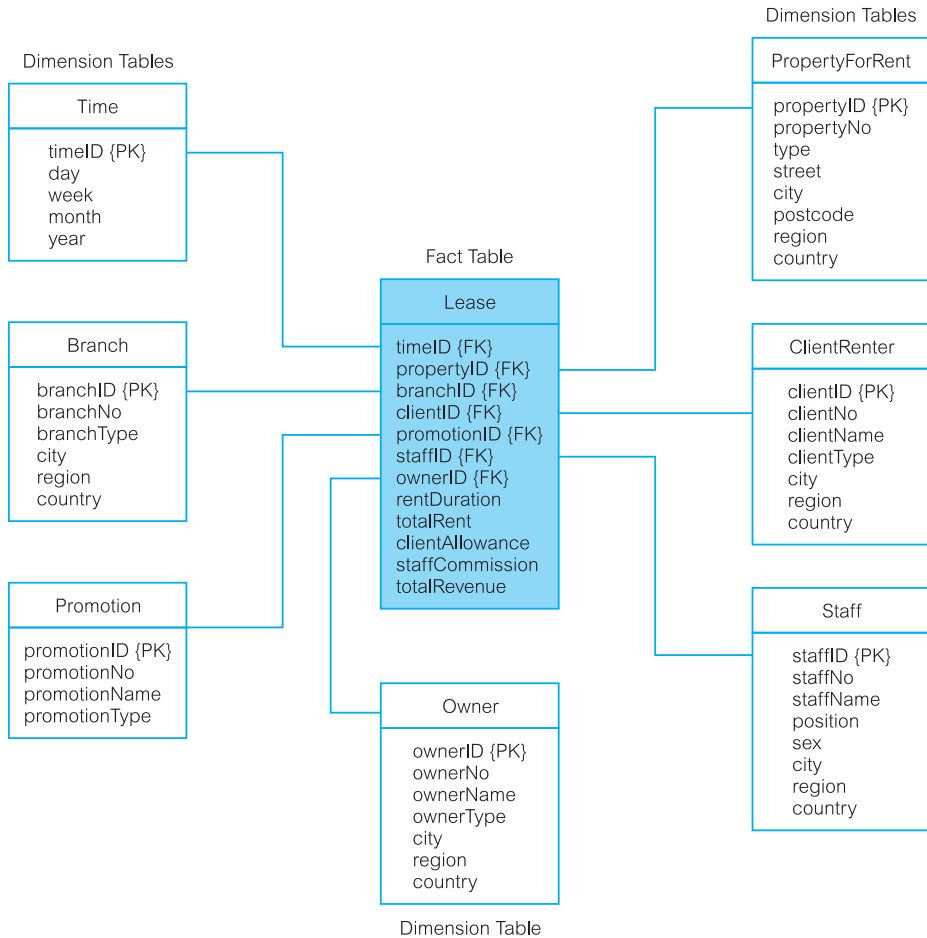 Dimension Tables
Time
timeID {PK}
day
week
month
year
Branch
branchID {PK}
branchNo
branchType
city
region
country
Promotion
promotionID {PK}
promotionNo
promotionName
promotionType
Fact Table
Lease
timeID {FK}
propertyID {FK}
branchID {FK}
clientID {FK}
promotionID {FK}
staffID {FK}
ownerID {FK}
rentDuration
totalRent
clientAllowance
staffCommission
totalRevenue
Owner
ownerID {PK}
ownerNo
ownerName
ownerType
city
region
country
Dimension Table
Dimension Tables
PropertyForRent
propertyID {PK}
propertyNo
type
street
city
postcode
region
country
ClientRenter
clientID {PK}
clientNo
clientName
clientType
city
region
country
Staff
staffID {PK}
staffNo
staffName
position
sex
city
region
country